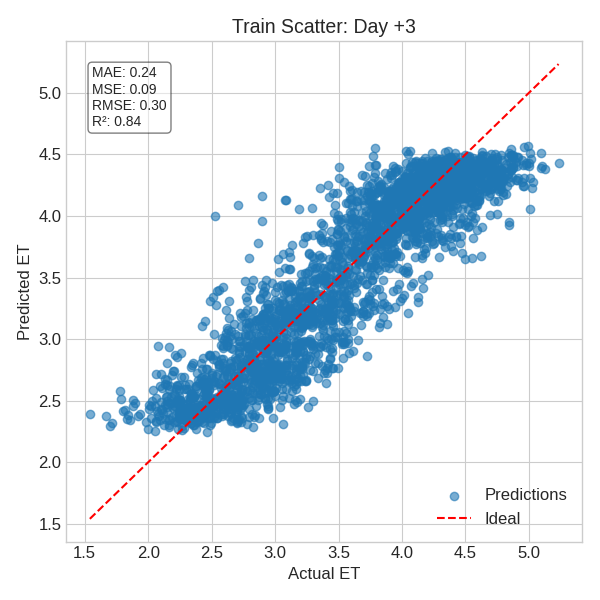 Train Scatter: Day +3
MAE: 0.24
MSE: 0.09
RMSE: 0.30
R²: 0.84
5.0
4.5
4.0
3.5
3.0
2.5
2.0
1.5
Predicted ET
Predictions
Ideal
1.5 2.0 2.5 3.0 3.5 4.0 4.5 5.0
Actual ET